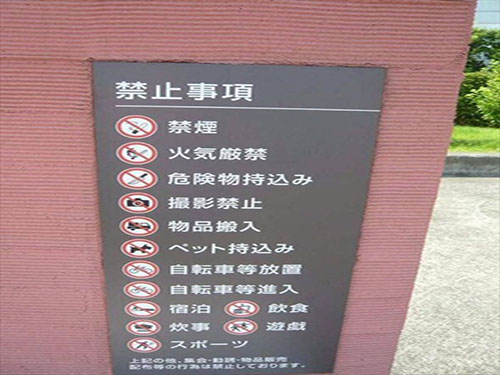 禁止事項
禁煙
火気厳禁
危険物持込み
撮影禁止
物品搬入
ペット持込み
自転車等放置
自転車等進入
宿泊 飲食
炊事 遊戯
スポーツ
上記の他、集会・勧誘・物品販売
配布等の行為は禁止しております。